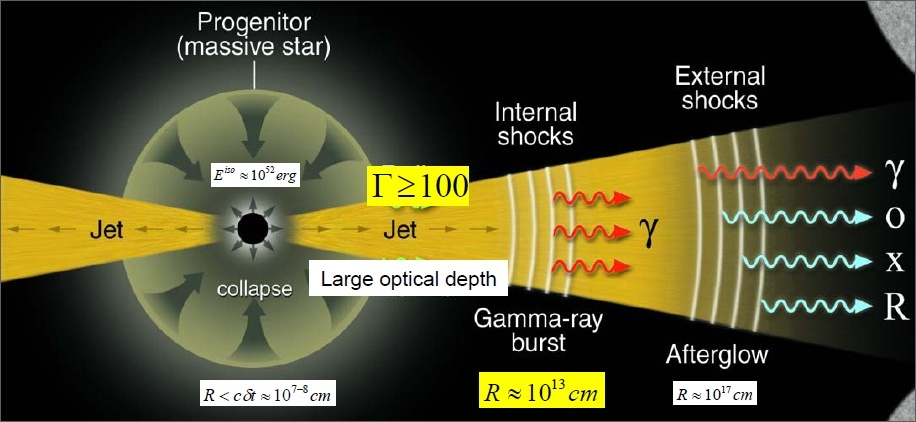 Progenitor
(massive star)
E^{iso} ≈ 10^{52} erg
Jet
collapse
R < cδt ≈ 10^{7-8} cm
Γ ≥ 100
Jet
Large optical depth
Internal
shocks
γ
Gamma-ray
burst
R ≈ 10^{13} cm
External
shocks
γ
o
x
R
Afterglow
R ≈ 10^{17} cm